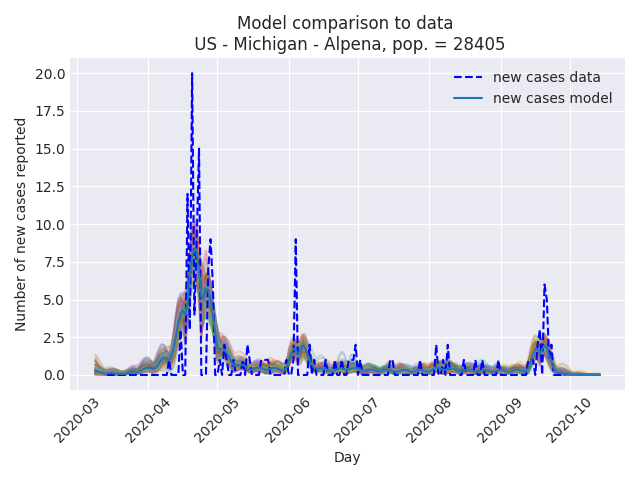 Model comparison to data
US - Michigan - Alpena, pop. = 28405
new cases data
new cases model
Number of new cases reported
20.0
17.5
15.0
12.5
10.0
7.5
5.0
2.5
0.0
2020-03
2020-04
2020-05
2020-06
2020-07
2020-08
2020-09
2020-10
Day